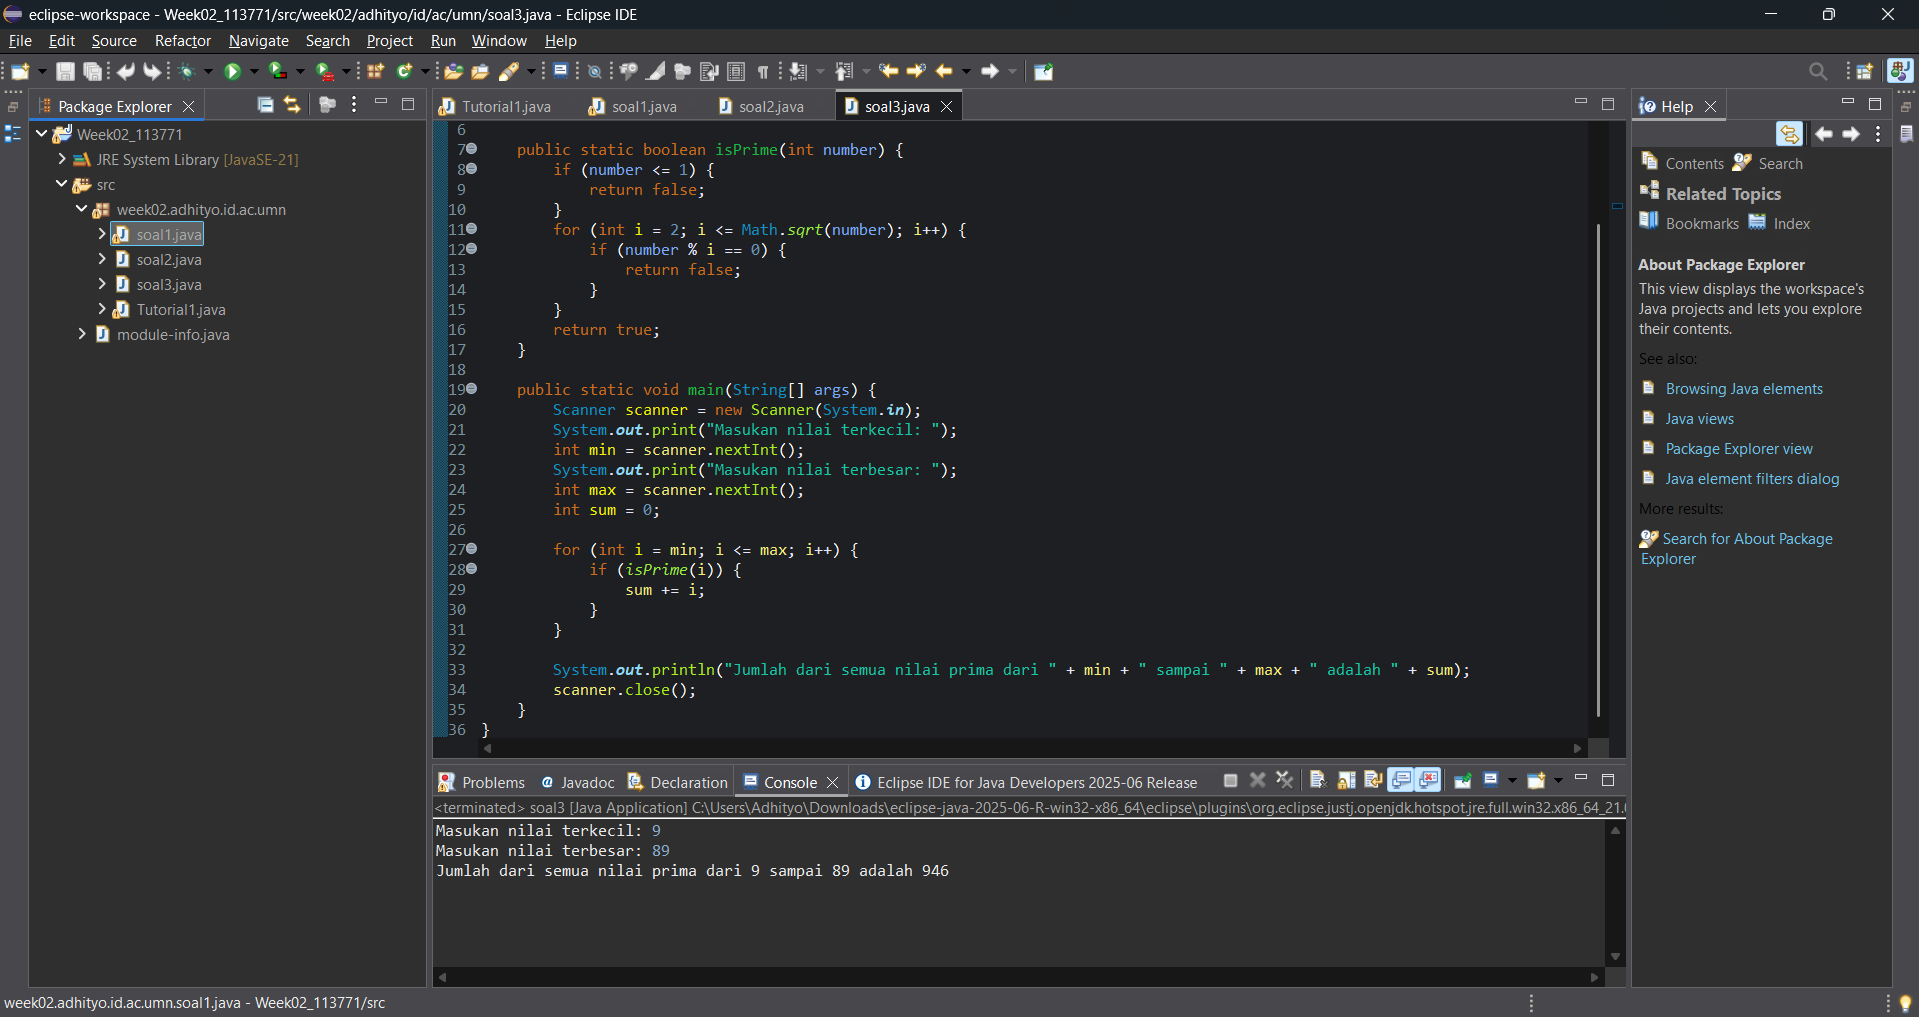 eclipse-workspace - Week02_113771/src/week02/adhityo/id/ac/umn/soal3.java - Eclipse IDE
File Edit Source Refactor Navigate Search Project Run Window Help
Package Explorer
Week02_113771
JRE System Library [JavaSE-21]
src
week02.adhityo.id.ac.umn
soal1.java
soal2.java
soal3.java
Tutorial1.java
module-info.java
Tutorial1.java soal1.java soal2.java soal3.java
6
7 public static boolean isPrime(int number) {
8 if (number <= 1) {
9 return false;
10 }
11 for (int i = 2; i <= Math.sqrt(number); i++) {
12 if (number % i == 0) {
13 return false;
14 }
15 }
16 return true;
17 }
18
19 public static void main(String[] args) {
20 Scanner scanner = new Scanner(System.in);
21 System.out.print("Masukan nilai terkecil: ");
22 int min = scanner.nextInt();
23 System.out.print("Masukan nilai terbesar: ");
24 int max = scanner.nextInt();
25 int sum = 0;
26
27 for (int i = min; i <= max; i++) {
28 if (isPrime(i)) {
29 sum += i;
30 }
31 }
32
33 System.out.println("Jumlah dari semua nilai prima dari " + min + " sampai " + max + " adalah " + sum);
34 scanner.close();
35 }
36 }
Problems Javadoc Declaration Console Eclipse IDE for Java Developers 2025-06 Release
<terminated> soal3 [Java Application] C:\Users\Adhityo\Downloads\eclipse-java-2025-06-R-win32-x86_64\eclipse\plugins\org.eclipse.justj.openjdk.hotspot.jre.full.win32.x86_64_21.
Masukan nilai terkecil: 9
Masukan nilai terbesar: 89
Jumlah dari semua nilai prima dari 9 sampai 89 adalah 946
Help
Contents Search
Related Topics
Bookmarks Index
About Package Explorer
This view displays the workspace's
Java projects and lets you explore
their contents.
See also:
Browsing Java elements
Java views
Package Explorer view
Java element filters dialog
More results:
Search for About Package
Explorer
week02.adhityo.id.ac.umn.soal1.java - Week02_113771/src